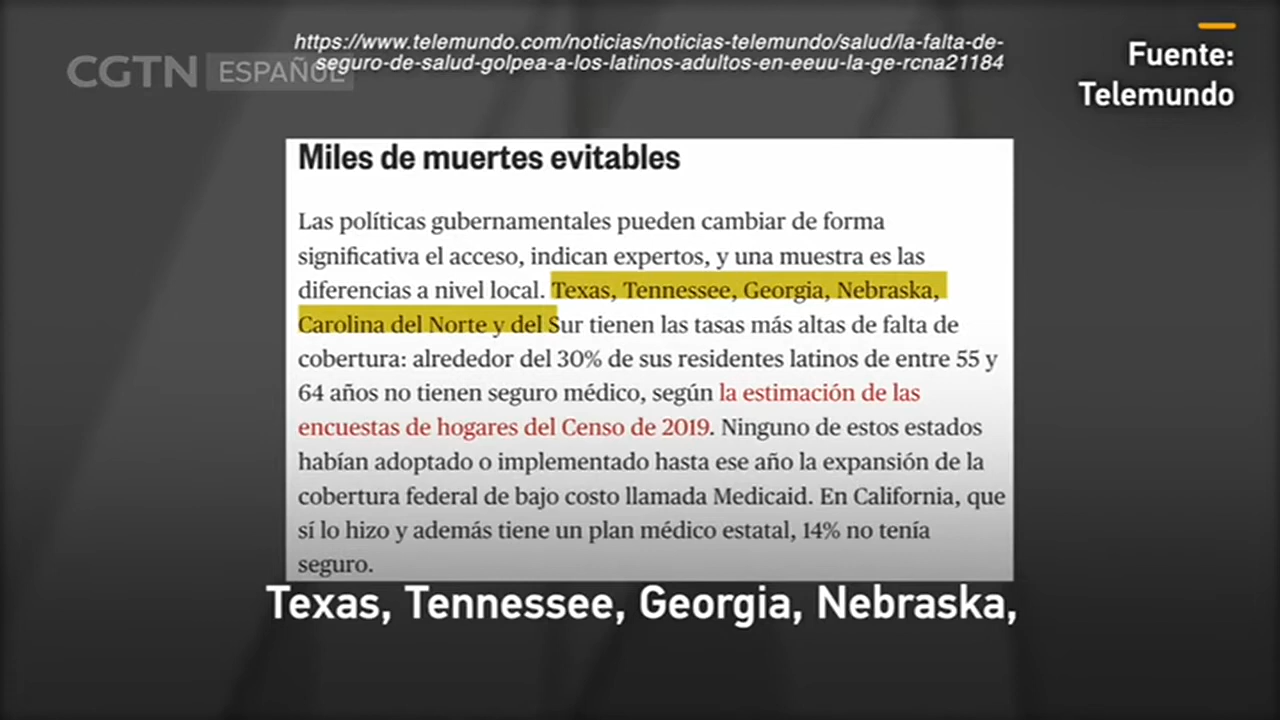 https://www.telemundo.com/noticias/noticias-telemundo/salud/la-falta-de-
seguro-de-salud-golpea-a-los-latinos-adultos-en-eeuu-la-ge-rcna21184
CGTN ESPAÑOL
Fuente:
Telemundo
Miles de muertes evitables
Las políticas gubernamentales pueden cambiar de forma
significativa el acceso, indican expertos, y una muestra es las
diferencias a nivel local. Texas, Tennessee, Georgia, Nebraska,
Carolina del Norte y del Sur tienen las tasas más altas de falta de
cobertura: alrededor del 30% de sus residentes latinos de entre 55 y
64 años no tienen seguro médico, según la estimación de las
encuestas de hogares del Censo de 2019. Ninguno de estos estados
habían adoptado o implementado hasta ese año la expansión de la
cobertura federal de bajo costo llamada Medicaid. En California, que
sí lo hizo y además tiene un plan médico estatal, 14% no tenía
seguro.
Texas, Tennessee, Georgia, Nebraska,